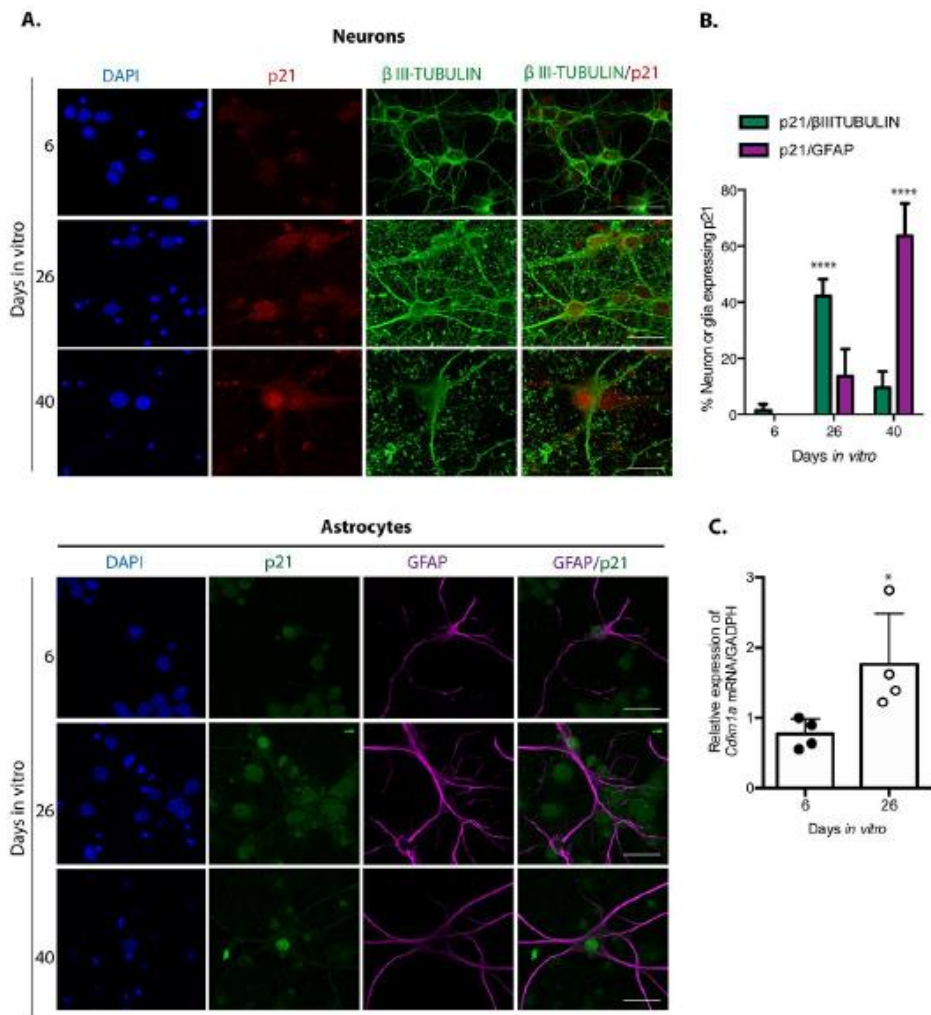 A.
Neurons
DAPI p21 β III-TUBULIN β III-TUBULIN/p21
6
26
40
Days in vitro
Astrocytes
DAPI p21 GFAP GFAP/p21
6
26
40
Days in vitro
B.
p21/βIIITUBULIN
p21/GFAP
% Neuron or glia expressing p21
80
60
40
20
0
****
****
6 26 40
Days in vitro
C.
Relative expression of
Cdkn1a mRNA/GADPH
3
2
1
0
*
6 26
Days in vitro